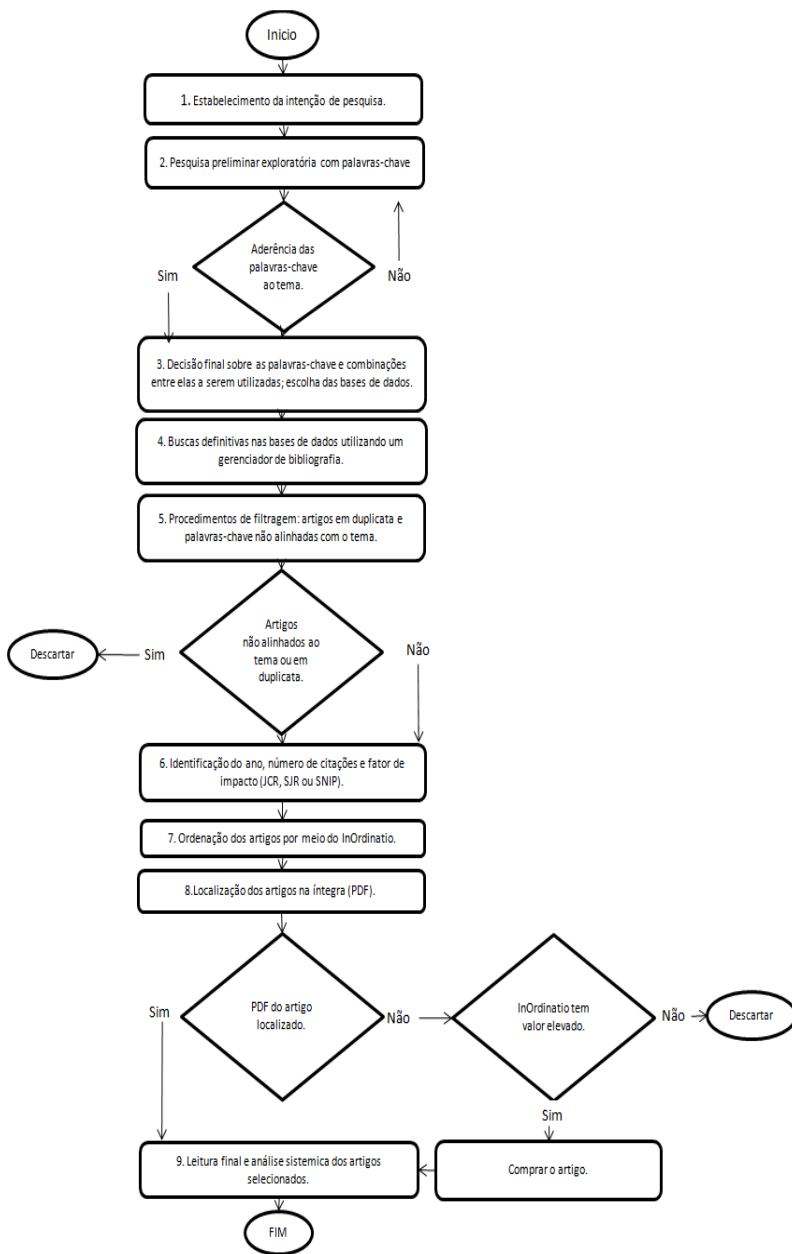 Inicio
1. Estabelecimento da intenção de pesquisa.
2. Pesquisa preliminar exploratória com palavras-chave
Aderência das
palavras-chave
ao tema.
Sim
Não
3. Decisão final sobre as palavras-chave e combinações
entre elas a serem utilizadas; escolha das bases de dados.
4. Buscas definitivas nas bases de dados utilizando um
gerenciador de bibliografia.
5. Procedimentos de filtragem: artigos em duplicata e
palavras-chave não alinhadas com o tema.
Artigos
não alinhados ao
tema ou em
duplicata.
Descartar
Sim
Não
6. Identificação do ano, número de citações e fator de
impacto (JCR, SJR ou SNIP).
7. Ordenação dos artigos por meio do InOrdinatio.
8.Localização dos artigos na íntegra (PDF).
PDF do artigo
localizado.
Sim
Não
InOrdinatio tem
valor elevado.
Não
Descartar
Sim
9. Leitura final e análise sistemica dos artigos
selecionados.
Comprar o artigo.
FIM